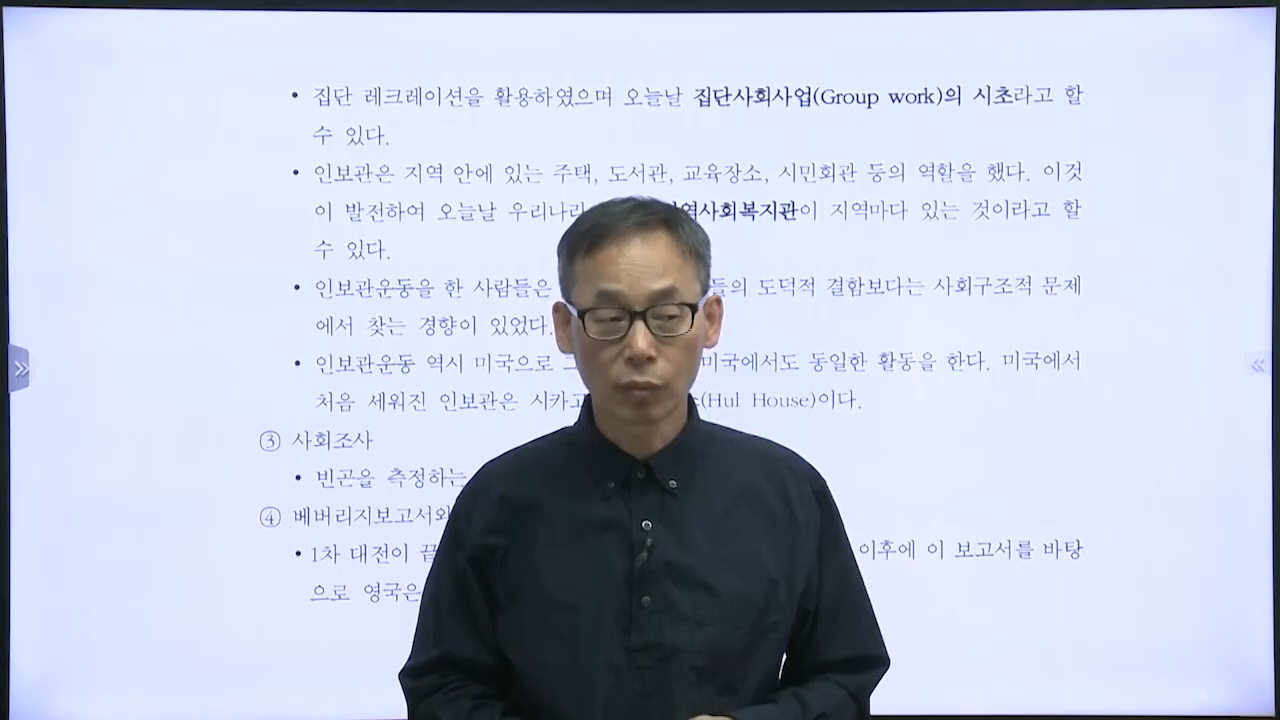 • 집단 레크레이션을 활용하였으며 오늘날 집단사회사업(Group work)의 시초라고 할
수 있다.
• 인보관은 지역 안에 있는 주택, 도서관, 교육장소, 시민회관 등의 역할을 했다. 이것
이 발전하여 오늘날 우리나라 역사회복지관이 지역마다 있는 것이라고 할
수 있다.
• 인보관운동을 한 사람들은 들의 도덕적 결함보다는 사회구조적 문제
에서 찾는 경향이 있었다.
• 인보관운동 역시 미국으로 미국에서도 동일한 활동을 한다. 미국에서
처음 세워진 인보관은 시카고 (Hul House)이다.
③ 사회조사
• 빈곤을 측정하는
④ 베버리지보고서와
• 1차 대전이 끝 이후에 이 보고서를 바탕
으로 영국은